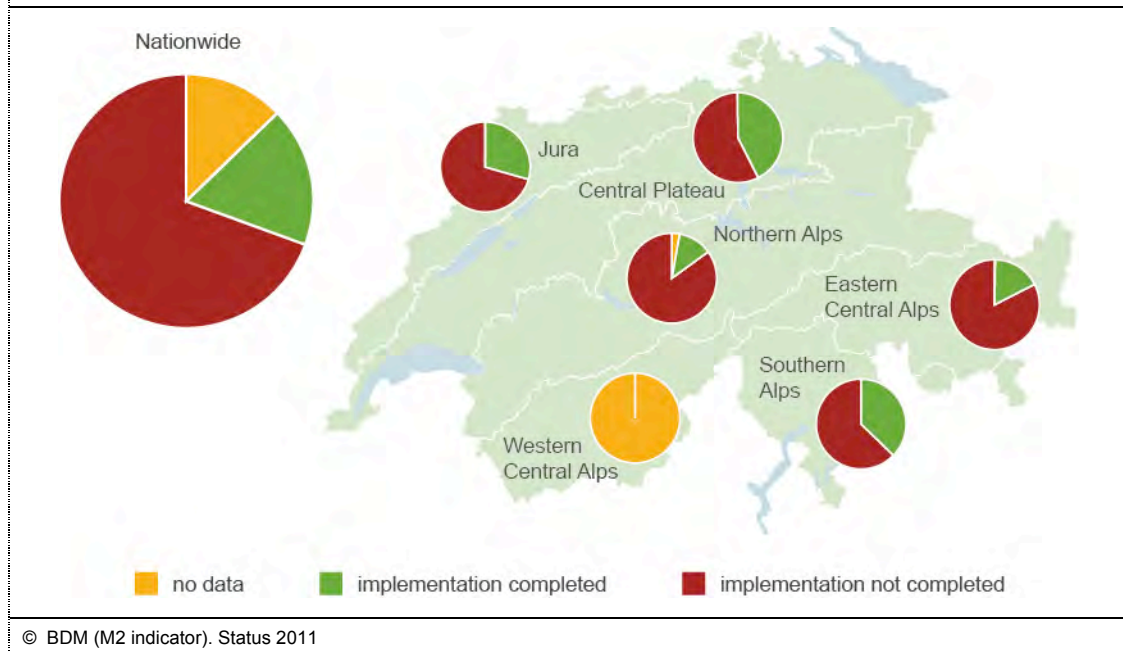 Nationwide
Jura
Central Plateau
Northern Alps
Eastern
Central Alps
Southern
Alps
Western
Central Alps
no data
implementation completed
implementation not completed
© BDM (M2 indicator). Status 2011